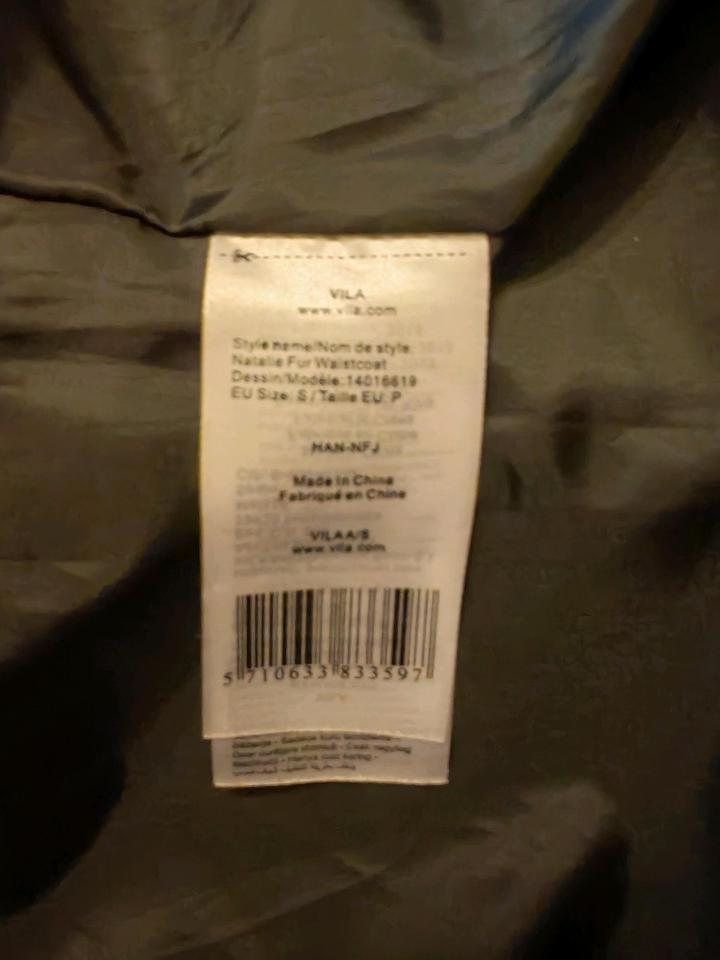 VILA
www.vila.com
Style name/Nom de style:
Natalie Fur Waistcoat
Dessin/Modèle:14016619
EU Size: S / Taille EU: P
HAN-NFJ
Made In China
Fabriqué en Chine
VILA A/S
www.vila.com
5 710633 833597